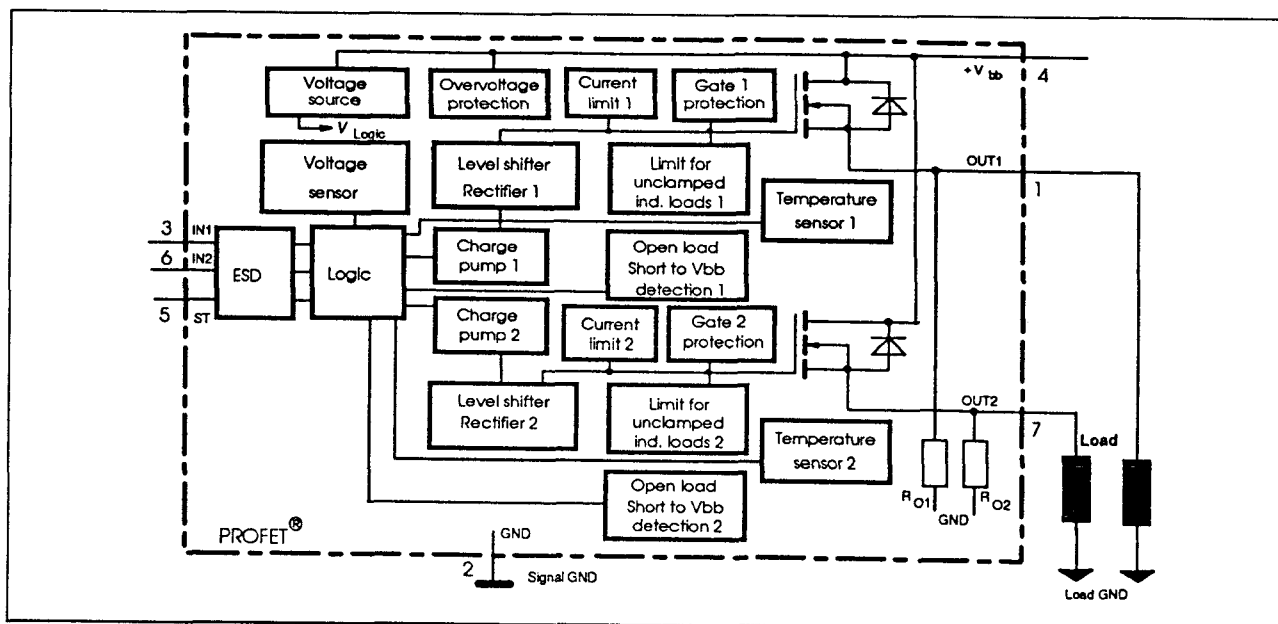 +V bb
4
Voltage
source
Overvoltage
protection
Current
limit 1
Gate 1
protection
V Logic
Voltage
sensor
Level shifter
Rectifier 1
Limit for
unclamped
ind. loads 1
OUT1
1
Temperature
sensor 1
3
IN1
6
IN2
5
ST
ESD
Logic
Charge
pump 1
Open load
Short to Vbb
detection 1
Charge
pump 2
Current
limit 2
Gate 2
protection
Level shifter
Rectifier 2
Limit for
unclamped
ind. loads 2
OUT2
7
Temperature
sensor 2
Load
R O1
R O2
GND
Open load
Short to Vbb
detection 2
PROFET®
GND
2
Signal GND
Load GND